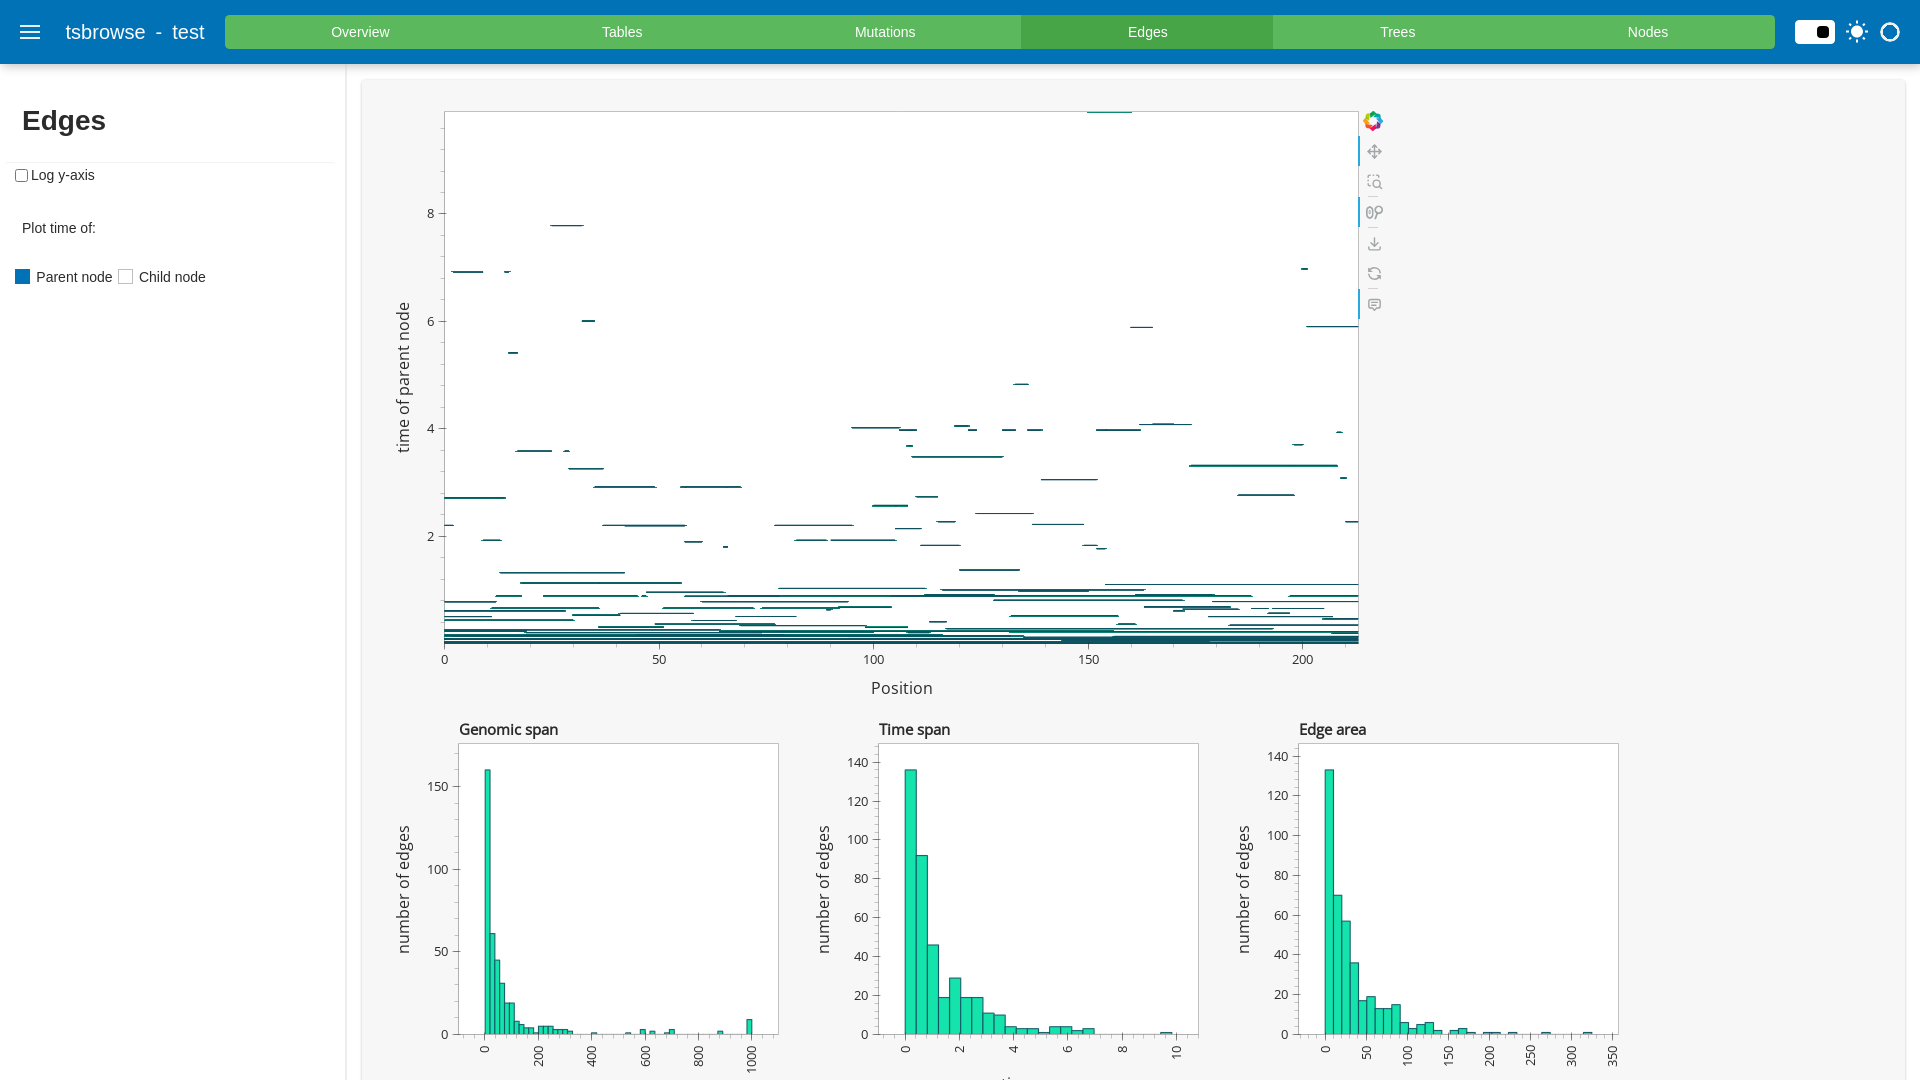 tsbrowse - test
Overview
Tables
Mutations
Edges
Trees
Nodes
Edges
Log y-axis
Plot time of:
Parent node
Child node
time of parent node
8
6
4
2
0
50
100
150
200
Position
Genomic span
number of edges
150
100
50
0
0
200
400
600
800
1000
Time span
number of edges
140
120
100
80
60
40
20
0
0
2
4
6
8
10
Edge area
number of edges
140
120
100
80
60
40
20
0
0
50
100
150
200
250
300
350